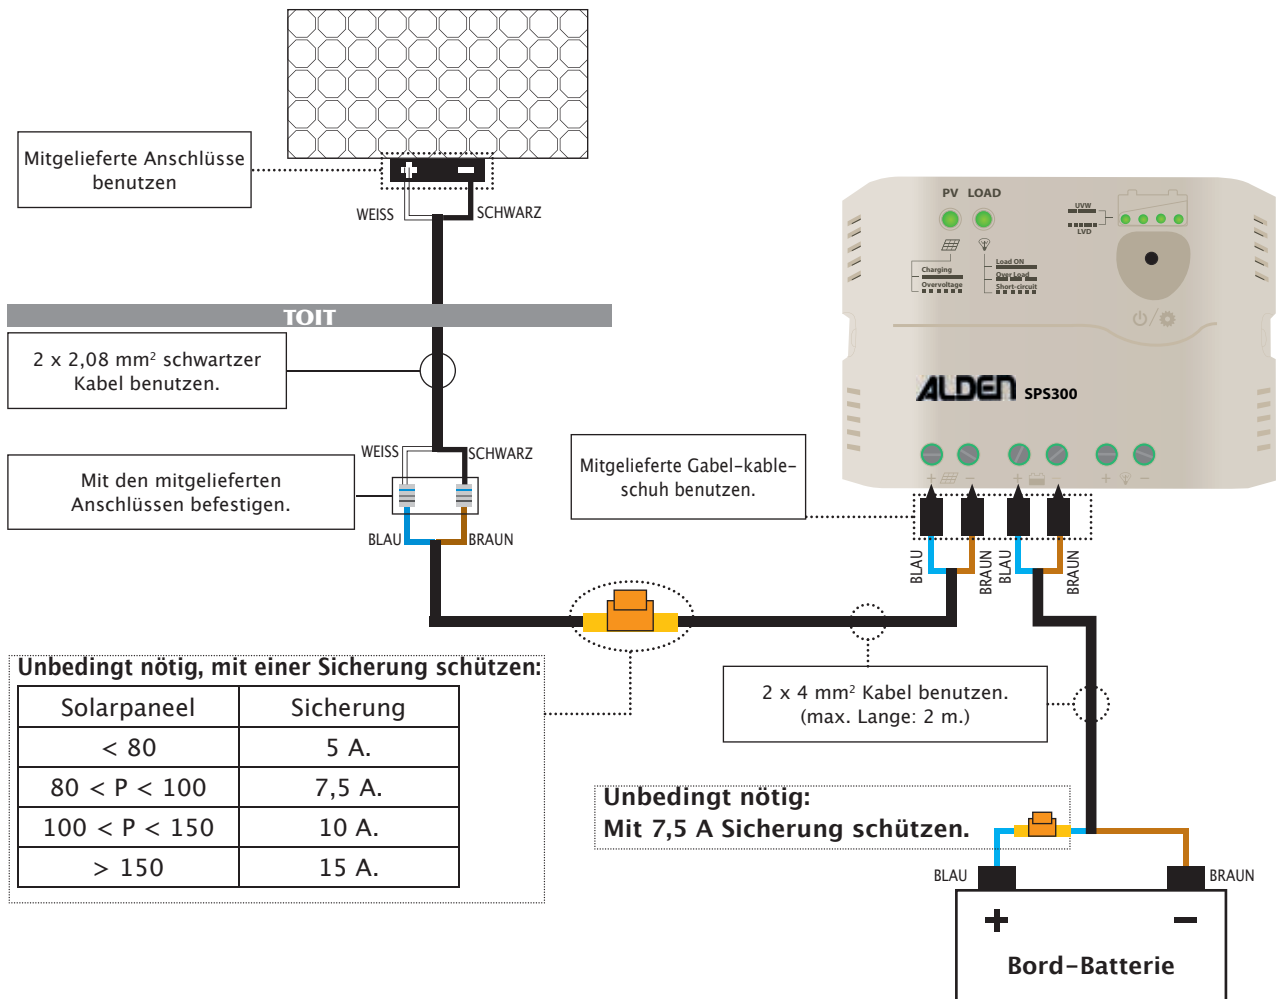 Mitgelieferte Anschlüsse
benutzen
WEISS
SCHWARZ
TOIT
2 x 2,08 mm² schwartzer
Kabel benutzen.
WEISS
SCHWARZ
Mit den mitgelieferten
Anschlüssen befestigen.
BLAU
BRAUN
PV LOAD
UVW
LVD
Charging
Overvoltage
Load ON
Over Load
Short-circuit
ALDEN SPS300
+ - + - + -
Mitgelieferte Gabel-kable-
schuh benutzen.
BLAU
BRAUN
BLAU
BRAUN
Unbedingt nötig, mit einer Sicherung schützen:
Solarpaneel Sicherung
< 80 5 A.
80 < P < 100 7,5 A.
100 < P < 150 10 A.
> 150 15 A.
2 x 4 mm² Kabel benutzen.
(max. Lange: 2 m.)
Unbedingt nötig:
Mit 7,5 A Sicherung schützen.
BLAU
BRAUN
+ -
Bord-Batterie